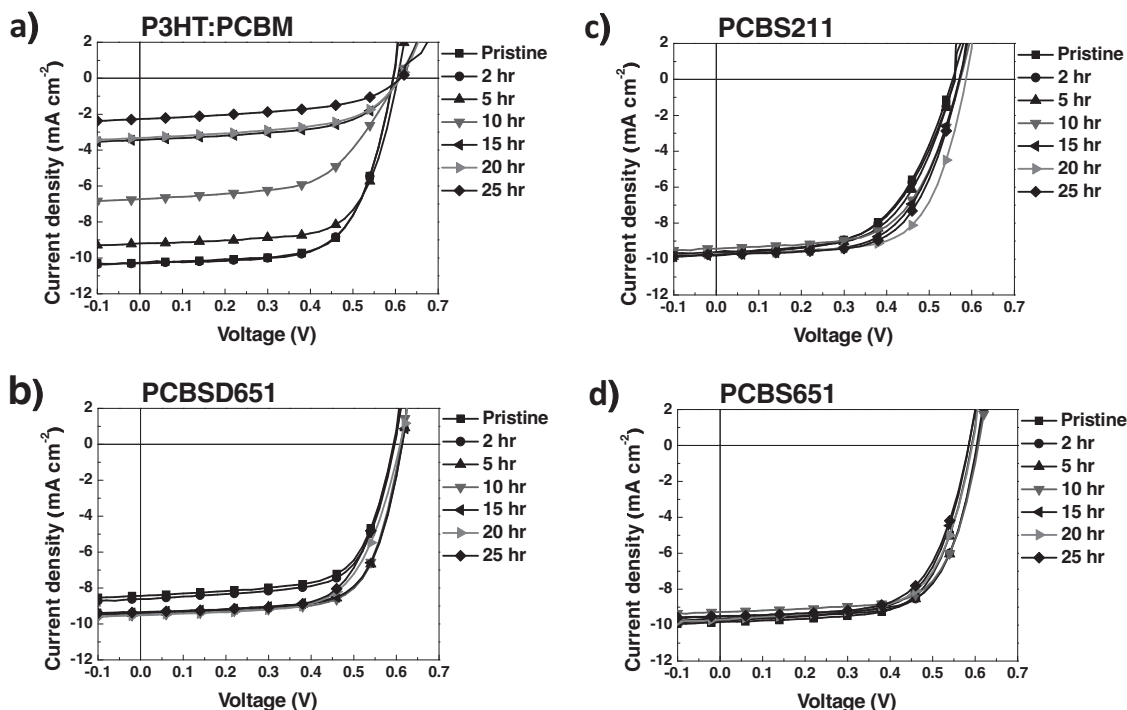 a)
P3HT:PCBM
2
0
-2
-4
-6
-8
-10
-12
Current density (mA cm-2)
-0.1 0.0 0.1 0.2 0.3 0.4 0.5 0.6 0.7
Voltage (V)
Pristine
2 hr
5 hr
10 hr
15 hr
20 hr
25 hr
c)
PCBS211
2
0
-2
-4
-6
-8
-10
-12
Current density (mA cm-2)
-0.1 0.0 0.1 0.2 0.3 0.4 0.5 0.6 0.7
Voltage (V)
Pristine
2 hr
5 hr
10 hr
15 hr
20 hr
25 hr
b)
PCBSD651
2
0
-2
-4
-6
-8
-10
-12
Current density (mA cm-2)
-0.1 0.0 0.1 0.2 0.3 0.4 0.5 0.6 0.7
Voltage (V)
Pristine
2 hr
5 hr
10 hr
15 hr
20 hr
25 hr
d)
PCBS651
2
0
-2
-4
-6
-8
-10
-12
Current density (mA cm-2)
-0.1 0.0 0.1 0.2 0.3 0.4 0.5 0.6 0.7
Voltage (V)
Pristine
2 hr
5 hr
10 hr
15 hr
20 hr
25 hr